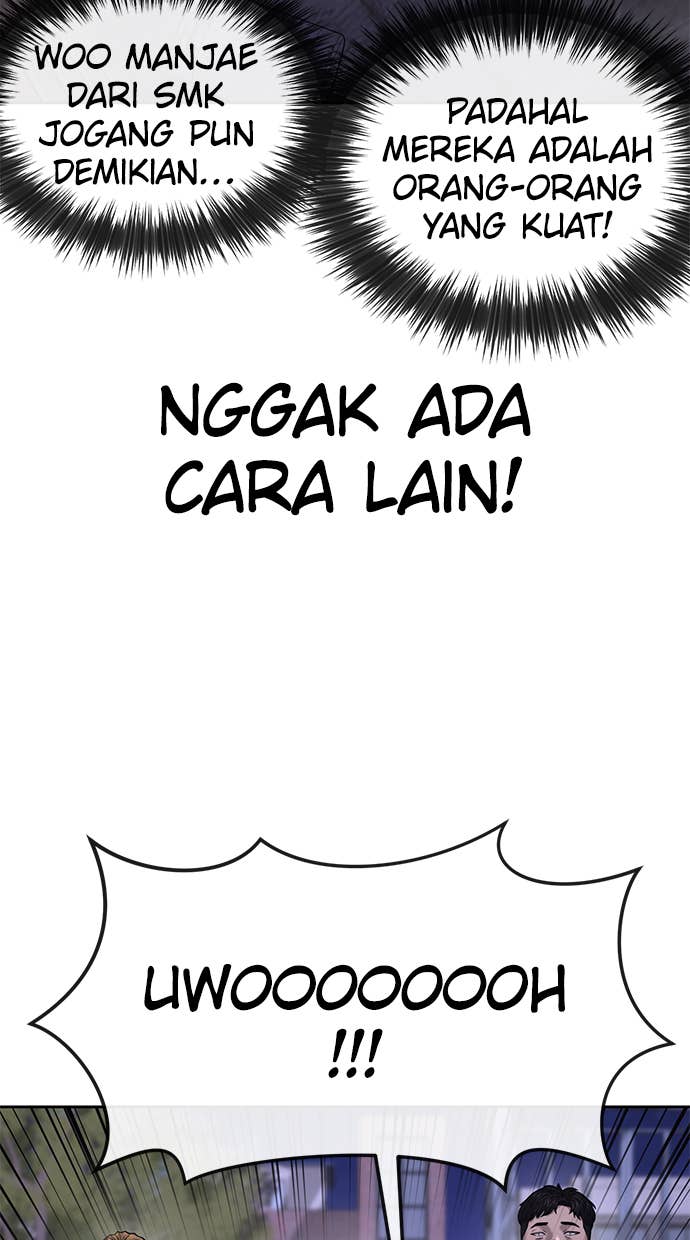 WOO MANJAE
DARI SMK
JOGANG PUN
DEMIKIAN...
PADAHAL
MEREKA ADALAH
ORANG-ORANG
YANG KUAT!
NGGAK ADA
CARA LAIN!
UWOOOOOOOH
!!!